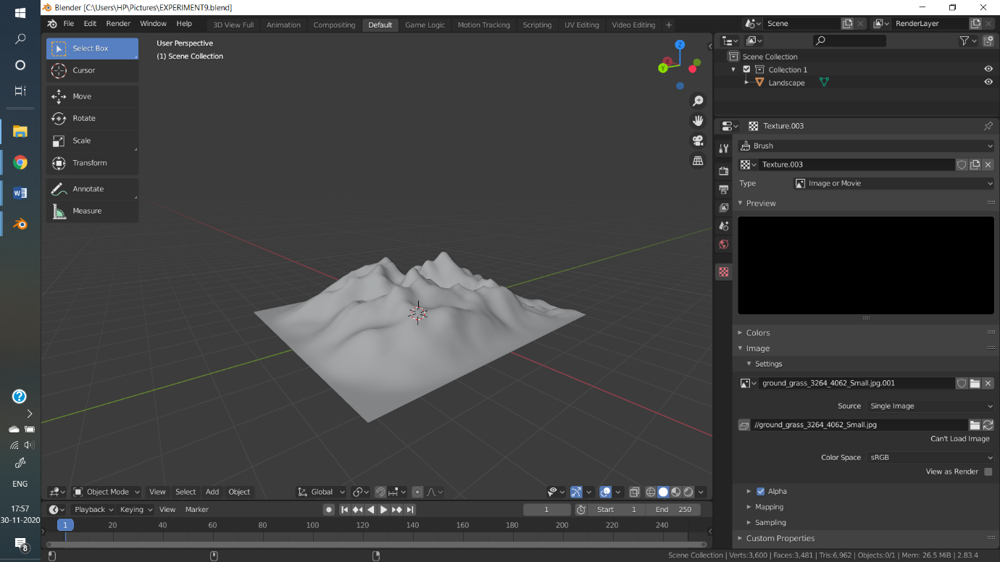 Blender [C:\Users\HP\Pictures\EXPERIMENT9.blend]
File Edit Render Window Help
3D View Full Animation Compositing Default Game Logic Motion Tracking Scripting UV Editing Video Editing +
Scene RenderLayer
Select Box
Cursor
Move
Rotate
Scale
Transform
Annotate
Measure
User Perspective
(1) Scene Collection
Z
Y
Scene Collection
Collection 1
Landscape
Texture.003
Brush
Texture.003
Type Image or Movie
Preview
Colors
Image
Settings
ground_grass_3264_4062_Small.jpg.001
Source Single Image
//ground_grass_3264_4062_Small.jpg
Can't Load Image
Color Space sRGB
View as Render
Alpha
Mapping
Sampling
Custom Properties
Object Mode View Select Add Object Global
Playback Keying View Marker 1 Start 1 End 250
1 20 40 60 80 100 120 140 160 180 200 220 240
Scene Collection | Verts:3,600 | Faces:3,481 | Tris:6,962 | Objects:0/1 | Mem: 26.5 MiB | 2.83.4
ENG
17:57
30-11-2020
8